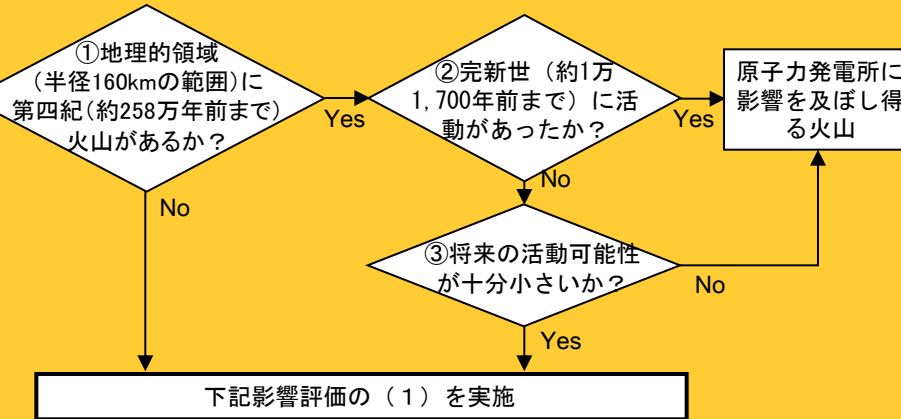 ①地理的領域
(半径160kmの範囲)に
第四紀(約258万年前まで)
火山があるか？
Yes
No
②完新世（約1万
1,700年前まで）に活
動があったか？
Yes
No
原子力発電所に
影響を及ぼし得
る火山
③将来の活動可能性
が十分小さいか？
No
Yes
下記影響評価の（１）を実施